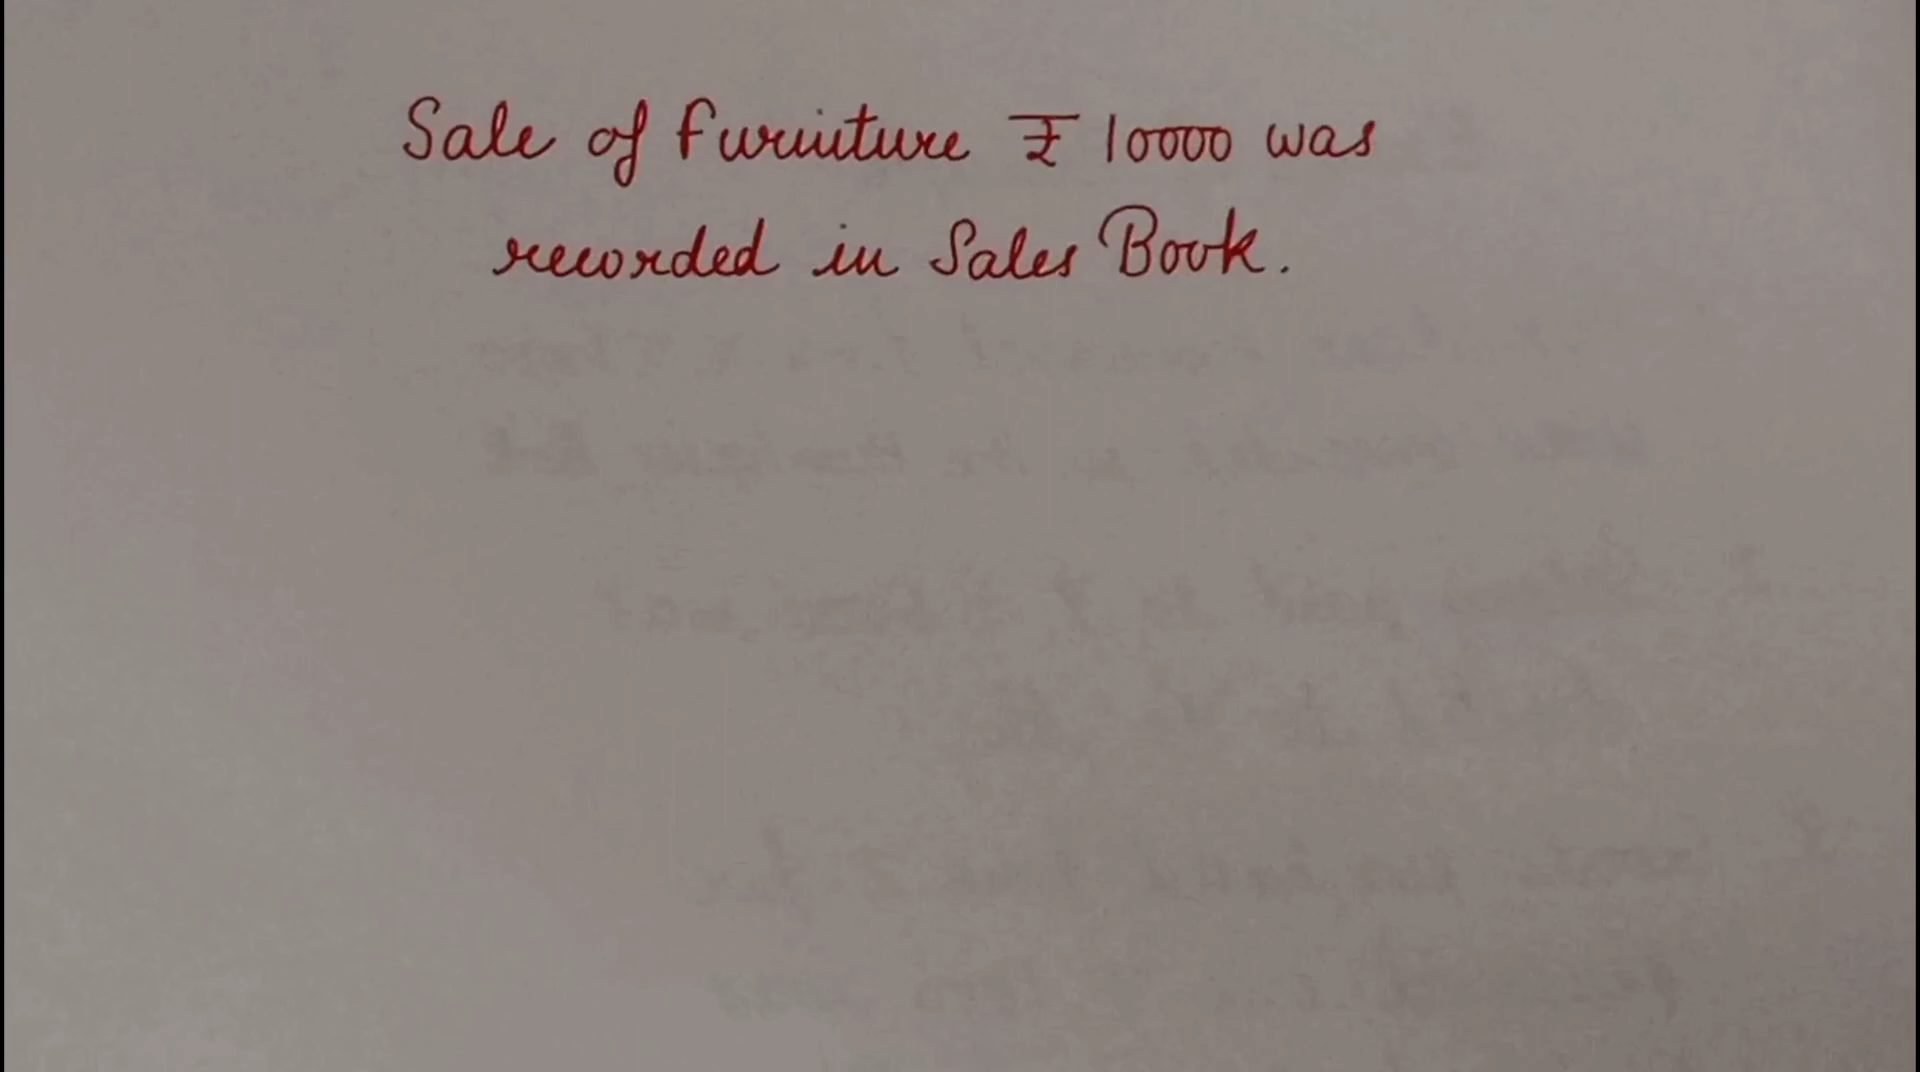 Sale of furniture ₹ 10000 was
recorded in Sales Book.